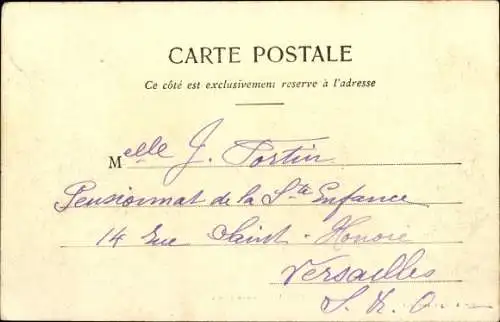 CARTE POSTALE
Ce côté est exclusivement reserve à l'adresse
Melle J. Fortin
Pensionnat de la Ste Enfance
14 Rue Saint-Honoré
Versailles
S. & O.